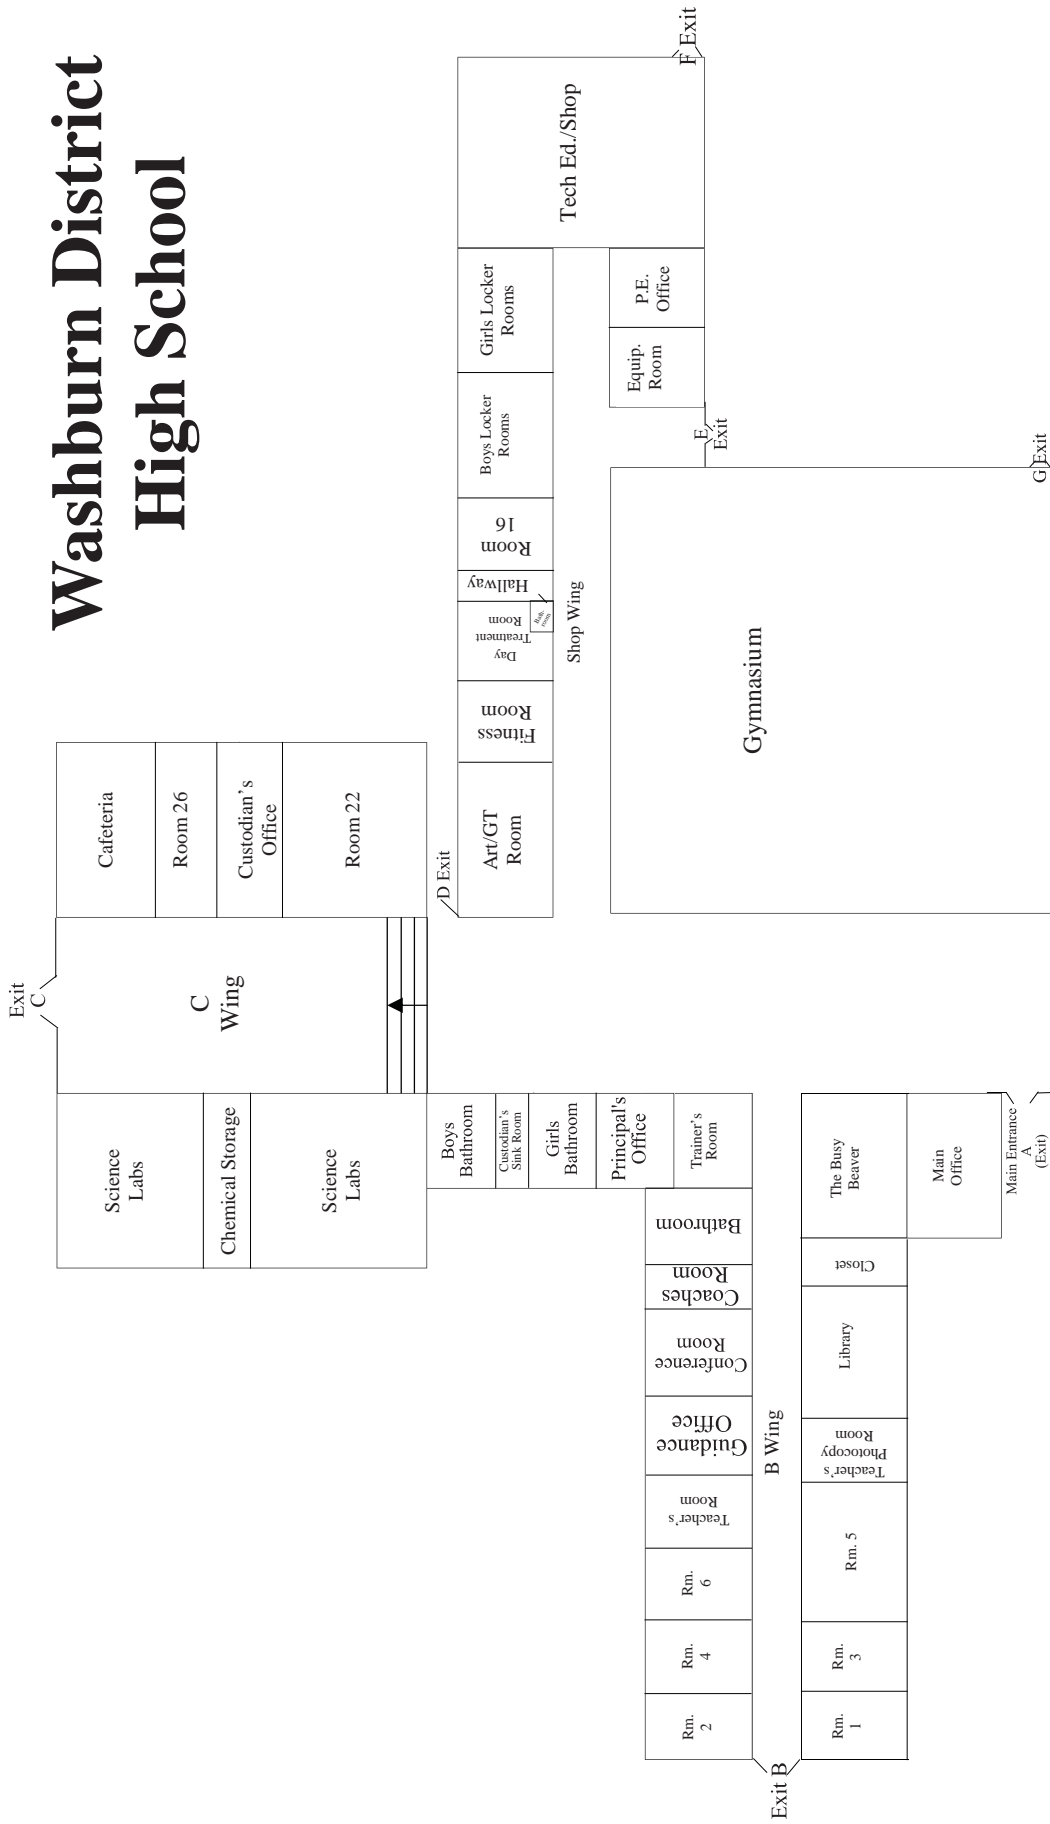 Washburn District
High School
Exit
C
Science
Labs
Chemical Storage
Science
Labs
C
Wing
Cafeteria
Room 26
Custodian's
Office
Room 22
D Exit
Boys
Bathroom
Custodian's
Sink Room
Girls
Bathroom
Principal's
Office
Trainer's
Room
Art/GT
Room
Fitness
Room
Day
Treatment
Room
Bath-
room
Hallway
Room
16
Boys Locker
Rooms
Girls Locker
Rooms
Tech Ed./Shop
F Exit
Shop Wing
Equip.
Room
P.E.
Office
E
Exit
Rm.
2
Rm.
4
Rm.
6
Teacher's
Room
Guidance
Office
Conference
Room
Coaches
Room
Bathroom
Exit B
B Wing
Gymnasium
Rm.
1
Rm.
3
Rm. 5
Teacher's
Photocopy
Room
Library
Closet
The Busy
Beaver
Main
Office
Main Entrance
A
(Exit)
G Exit